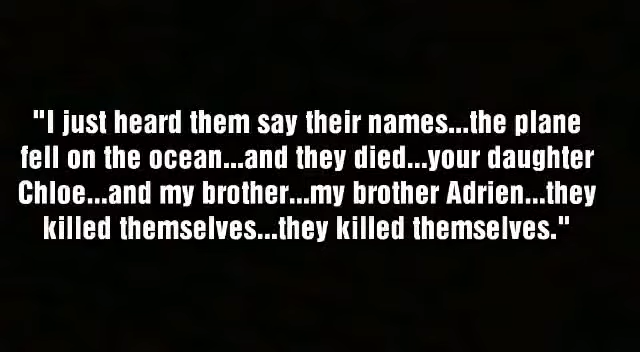 "I just heard them say their names...the plane
fell on the ocean...and they died...your daughter
Chloe...and my brother...my brother Adrien...they
killed themselves...they killed themselves."